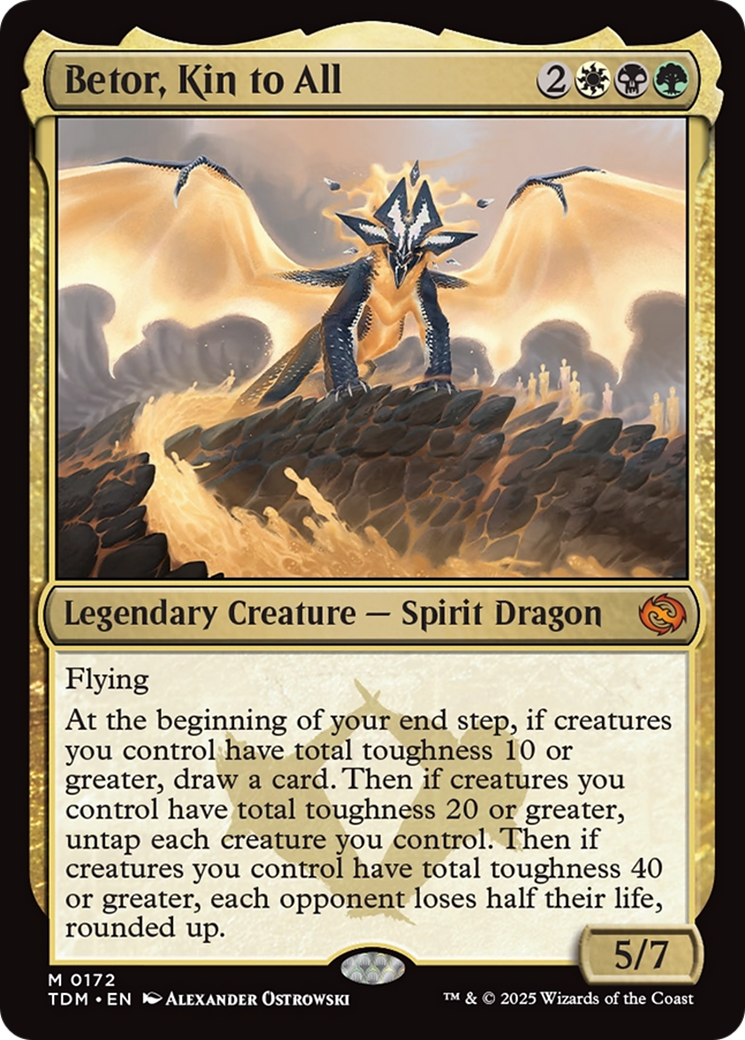 Betor, Kin to All 2
Legendary Creature — Spirit Dragon
Flying
At the beginning of your end step, if creatures
you control have total toughness 10 or
greater, draw a card. Then if creatures you
control have total toughness 20 or greater,
untap each creature you control. Then if
creatures you control have total toughness 40
or greater, each opponent loses half their life,
rounded up.
5/7
M 0172
TDM • EN Alexander Ostrowski
™ & © 2025 Wizards of the Coast